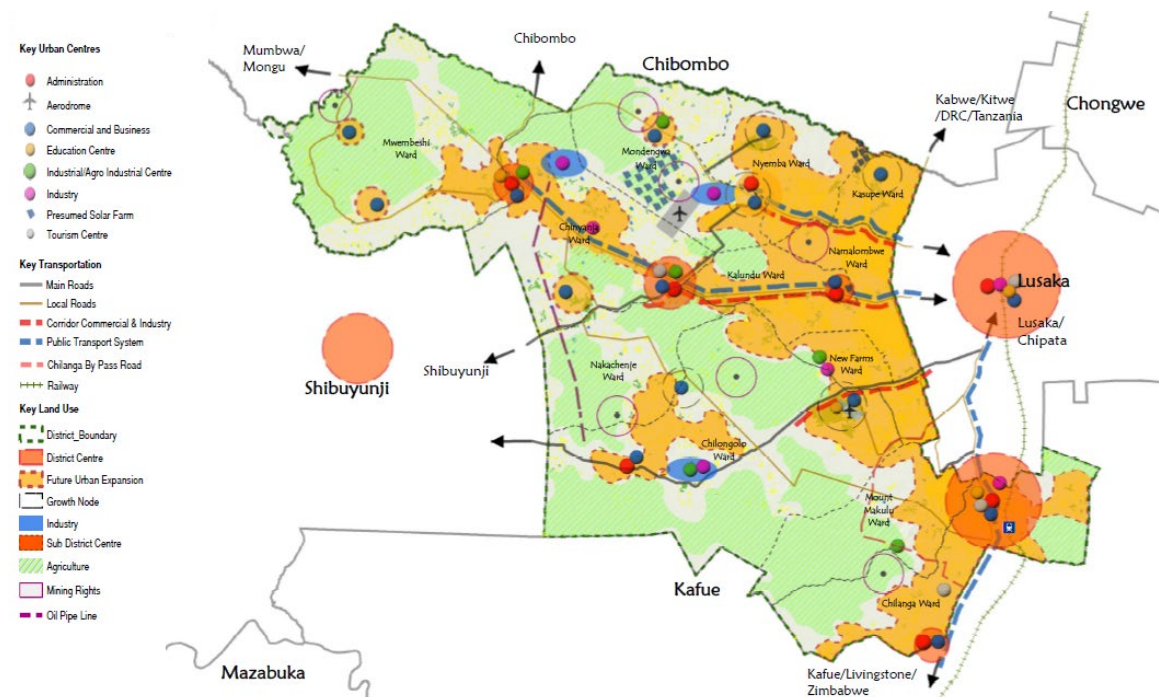 Key Urban Centres
Administration
Aerodrome
Commercial and Business
Education Centre
Industrial/Agro Industrial Centre
Industry
Presumed Solar Farm
Tourism Centre
Key Transportation
Main Roads
Local Roads
Corridor Commercial & Industry
Public Transport System
Chilanga By Pass Road
Railway
Key Land Use
District_Boundary
District Centre
Future Urban Expansion
Growth Node
Industry
Sub District Centre
Agriculture
Mining Rights
Oil Pipe Line
Mumbwa/
Mongu
Chibombo
Chibombo
Kabwe/Kitwe
/DRC/Tanzania
Chongwe
Mwembeshi
Ward
Mondengwa
Ward
Nyemba Ward
Kasupe Ward
Chinyanja
Ward
Namalombwe
Ward
Kalundu Ward
Lusaka
Lusaka/
Chipata
Shibuyunji
Shibuyunji
Nakachenje
Ward
New Farms
Ward
Chilongolo
Ward
Mount
Makulu
Ward
Kafue
Chilanga Ward
Mazabuka
Kafue/Livingstone/
Zimbabwe